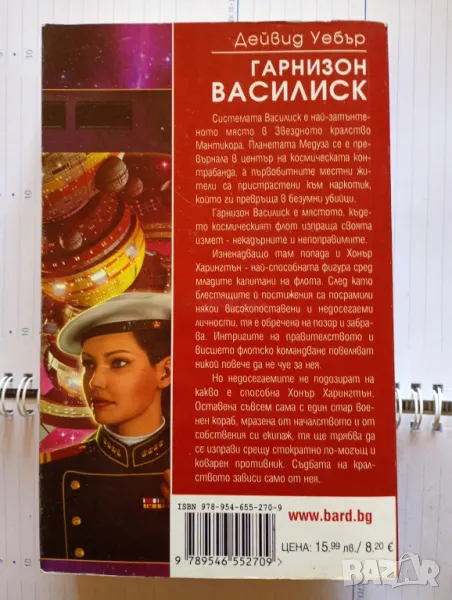 Дейвид Уебър
ГАРНИЗОН
ВАСИЛИСК
Системата Василиск е най-затънте-
ното място в Звездното кралство
Мантикора. Планетата Медуза се е пре-
върнала в център на космическата кон-
трабанда, а първобитните местни жи-
тели са пристрастени към наркотик,
който ги превръща в безумни убийци.
Гарнизон Василиск е мястото, къде-
то космическият флот изпраща своята
измет - некадърните и непоправимите.
Изненадващо там попада и Хонър
Харингтън - най-способната фигура сред
младите капитани на флота. След като
блестящите ѝ постижения са посрамили
някои високопоставени и недосегаеми
личности, тя е обречена на позор и забра-
ва. Интригите на правителството и
висшето флотско командване повеляват
никой повече да не чуе за нея.
Но недосегаемите не подозират на
какво е способна Хонър Харингтън.
Оставена съвсем сама с един стар вое-
нен кораб, мразена от началството и от
собствения си екипаж, тя ще трябва да
се изправи срещу стократно по-могъщ и
коварен противник. Съдбата на крал-
ството зависи само от нея.
ISBN 978-954-655-270-9
9 789546 552709
www.bard.bg
ЦЕНА: 15,99 лв./ 8,20 €
BAZAR